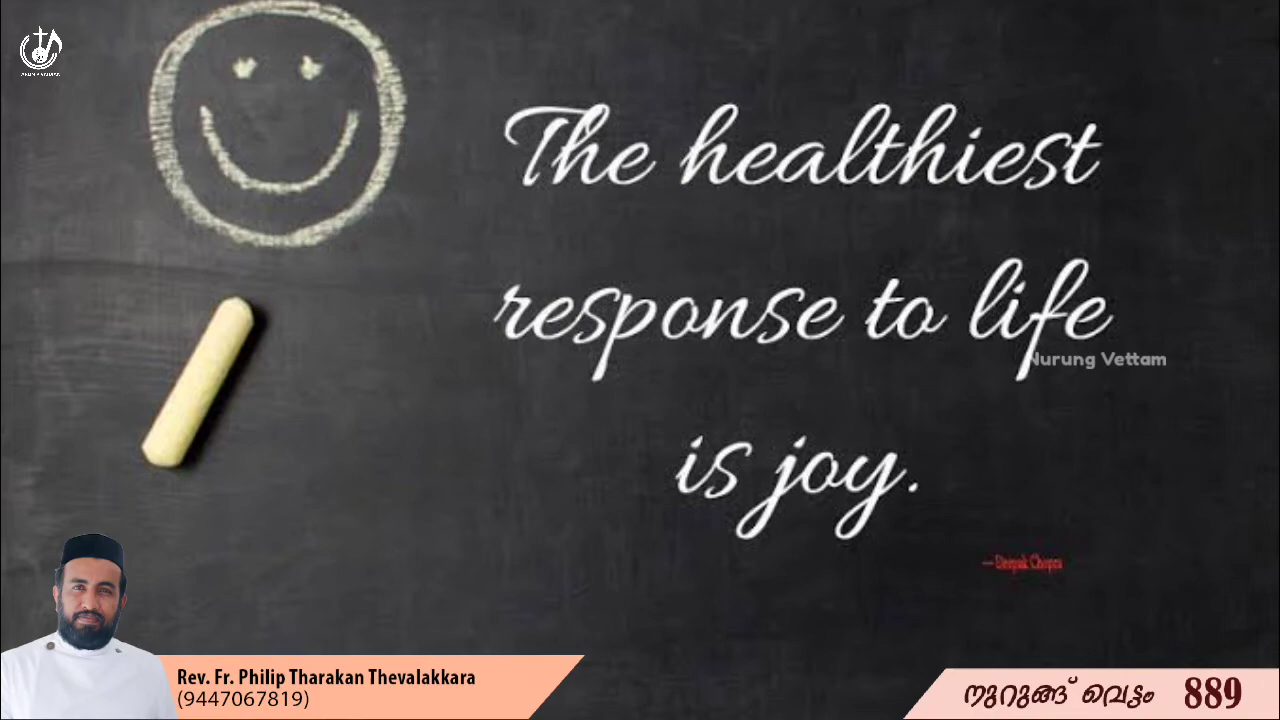 The healthiest
response to life
Nurung Vettam
is joy.
— Deepak Chopra
Rev. Fr. Philip Tharakan Thevalakkara
(9447067819)
നുറുങ്ങ് വെട്ടം 889